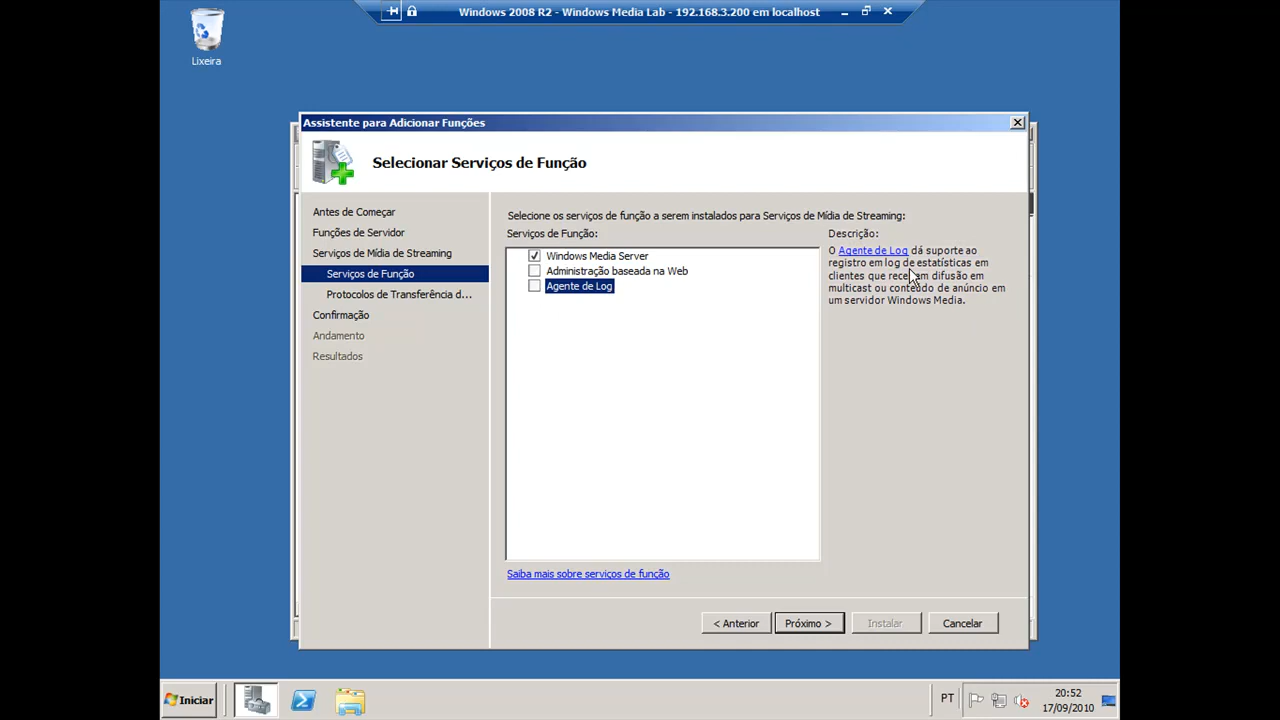 Windows 2008 R2 - Windows Media Lab - 192.168.3.200 em localhost
Lixeira
Assistente para Adicionar Funções
Selecionar Serviços de Função
Antes de Começar
Funções de Servidor
Serviços de Mídia de Streaming
Serviços de Função
Protocolos de Transferência d...
Confirmação
Andamento
Resultados
Selecione os serviços de função a serem instalados para Serviços de Mídia de Streaming:
Serviços de Função:
Windows Media Server
Administração baseada na Web
Agente de Log
Descrição:
O Agente de Log dá suporte ao
registro em log de estatísticas em
clientes que recebem difusão em
multicast ou conteúdo de anúncio em
um servidor Windows Media.
Saiba mais sobre serviços de função
< Anterior
Próximo >
Instalar
Cancelar
Iniciar
PT
20:52
17/09/2010